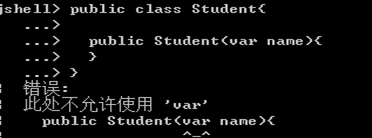 jshell> public class Student{
...>
...> public Student(var name){
...> }
...> }
错误:
此处不允许使用 'var'
public Student(var name){
^-^